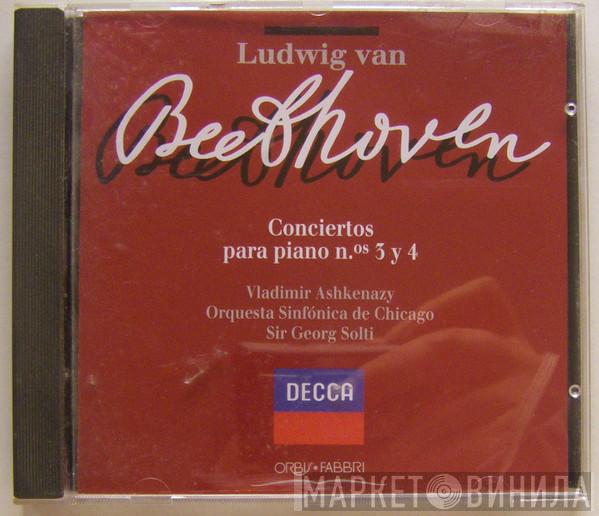 Ludwig van
Beethoven
Conciertos
para piano n.ºs 3 y 4
Vladimir Ashkenazy
Orquesta Sinfónica de Chicago
Sir Georg Solti
DECCA
ORBIS•FABBRI
МАРКЕТ ВИНИЛА